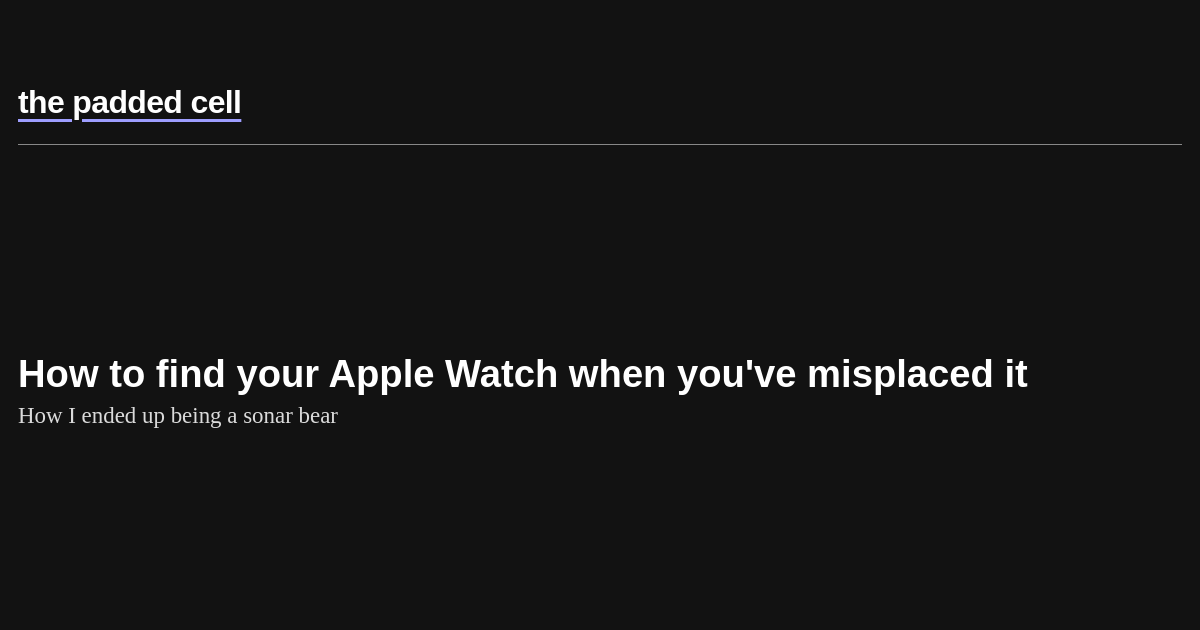 the padded cell
How to find your Apple Watch when you've misplaced it
How I ended up being a sonar bear